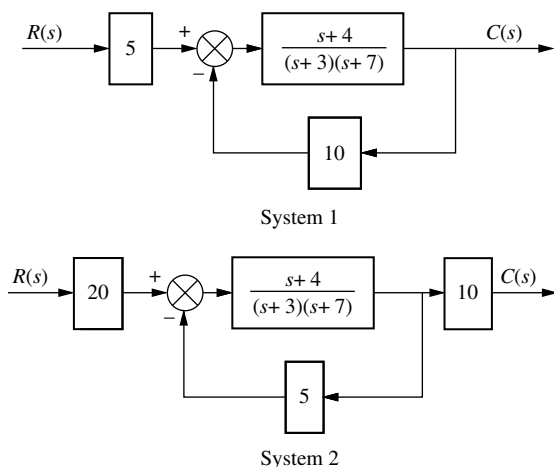 R(s) 5 + − s+4 C(s)
(s+3)(s+7)
10
System 1
R(s) 20 + − s+4 10 C(s)
(s+3)(s+7)
5
System 2